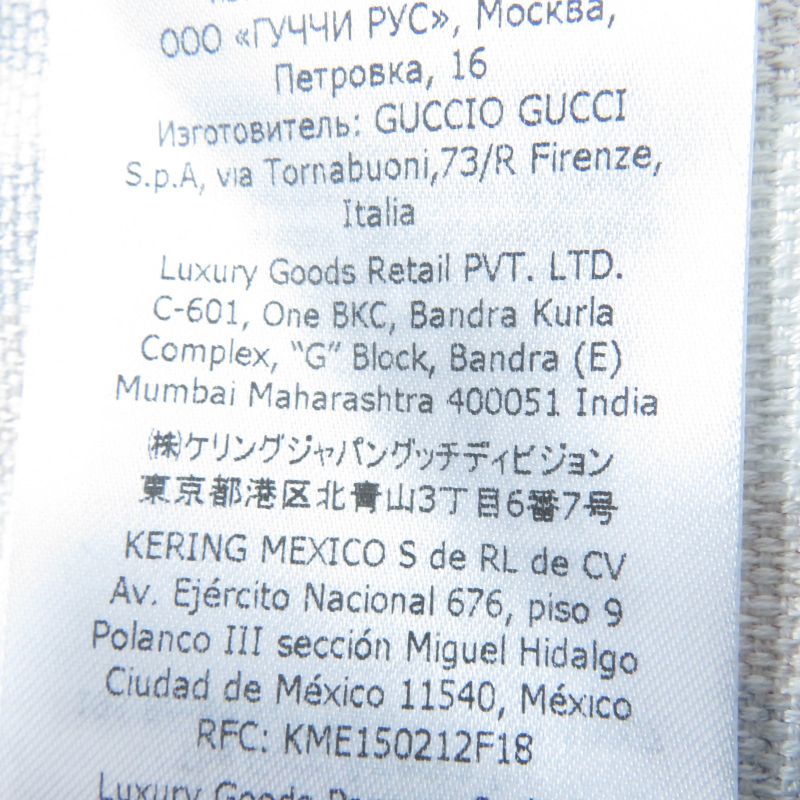 ООО «ГУЧЧИ РУС», Москва,
Петровка, 16
Изготовитель: GUCCIO GUCCI
S.p.A, via Tornabuoni,73/R Firenze,
Italia
Luxury Goods Retail PVT. LTD.
C-601, One BKC, Bandra Kurla
Complex, “G” Block, Bandra (E)
Mumbai Maharashtra 400051 India
㈱ケリングジャパングッチディビジョン
東京都港区北青山3丁目6番7号
KERING MEXICO S de RL de CV
Av. Ejército Nacional 676, piso 9
Polanco III sección Miguel Hidalgo
Ciudad de México 11540, México
RFC: KME150212F18
Luxury Goods